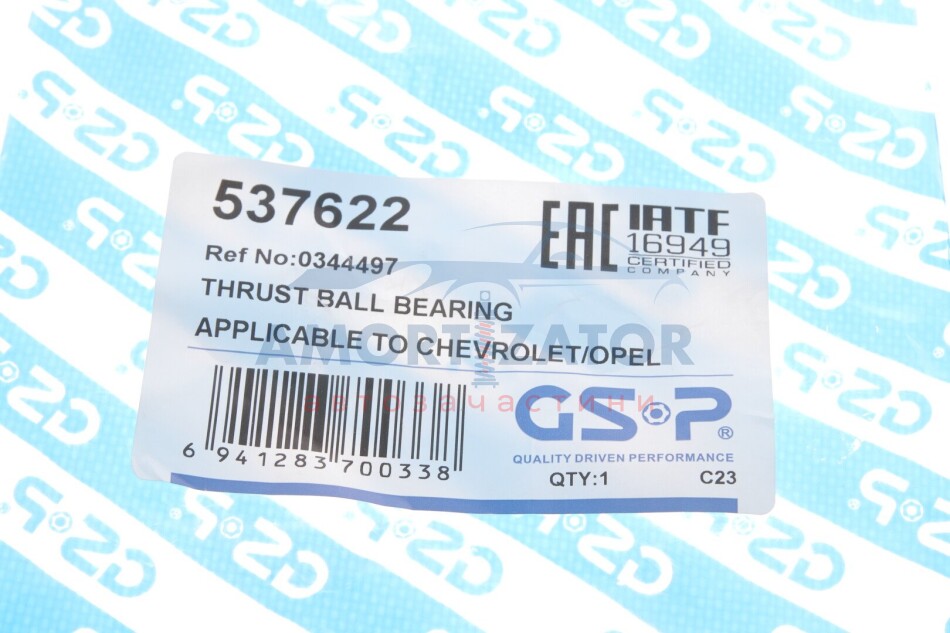 537622
EAC
IATF
16949
CERTIFIED
COMPANY
Ref No:0344497
THRUST BALL BEARING
APPLICABLE TO CHEVROLET/OPEL
AMORTIZATOR
автозачастини
6 941283 700338
GSP®
QUALITY DRIVEN PERFORMANCE
QTY:1
C23